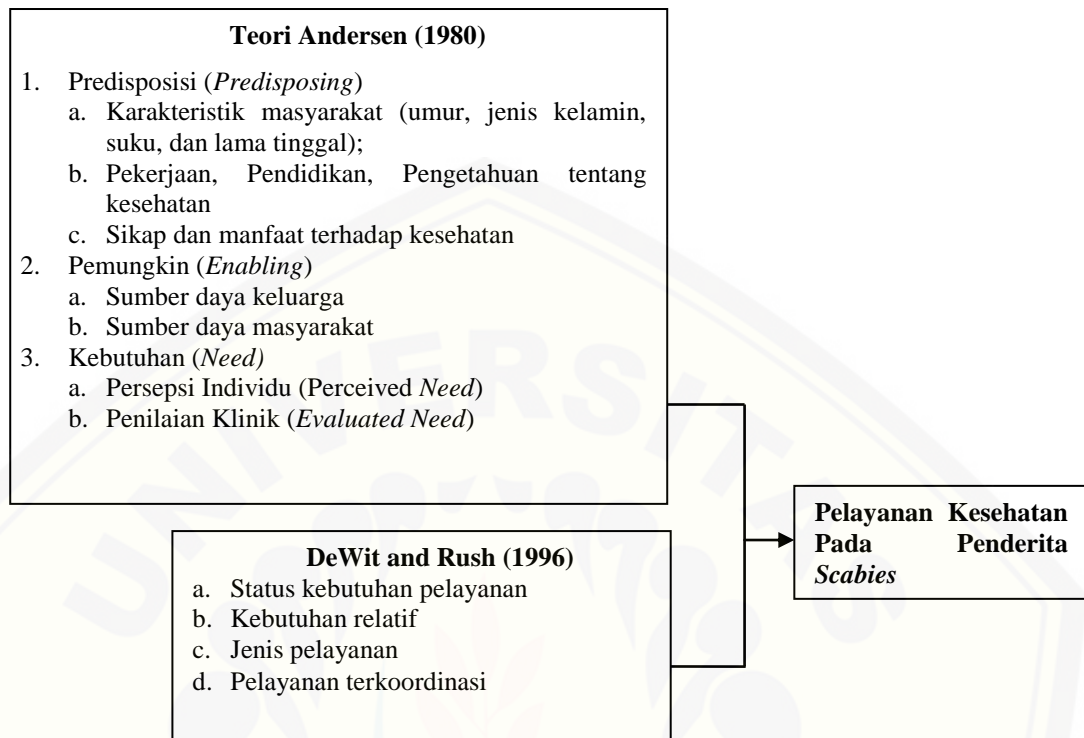 Teori Andersen (1980)
1. Predisposisi (Predisposing)
a. Karakteristik masyarakat (umur, jenis kelamin,
suku, dan lama tinggal);
b. Pekerjaan, Pendidikan, Pengetahuan tentang
kesehatan
c. Sikap dan manfaat terhadap kesehatan
2. Pemungkin (Enabling)
a. Sumber daya keluarga
b. Sumber daya masyarakat
3. Kebutuhan (Need)
a. Persepsi Individu (Perceived Need)
b. Penilaian Klinik (Evaluated Need)
DeWit and Rush (1996)
a. Status kebutuhan pelayanan
b. Kebutuhan relatif
c. Jenis pelayanan
d. Pelayanan terkoordinasi
Pelayanan Kesehatan
Pada Penderita
Scabies
UNIVERSITAS